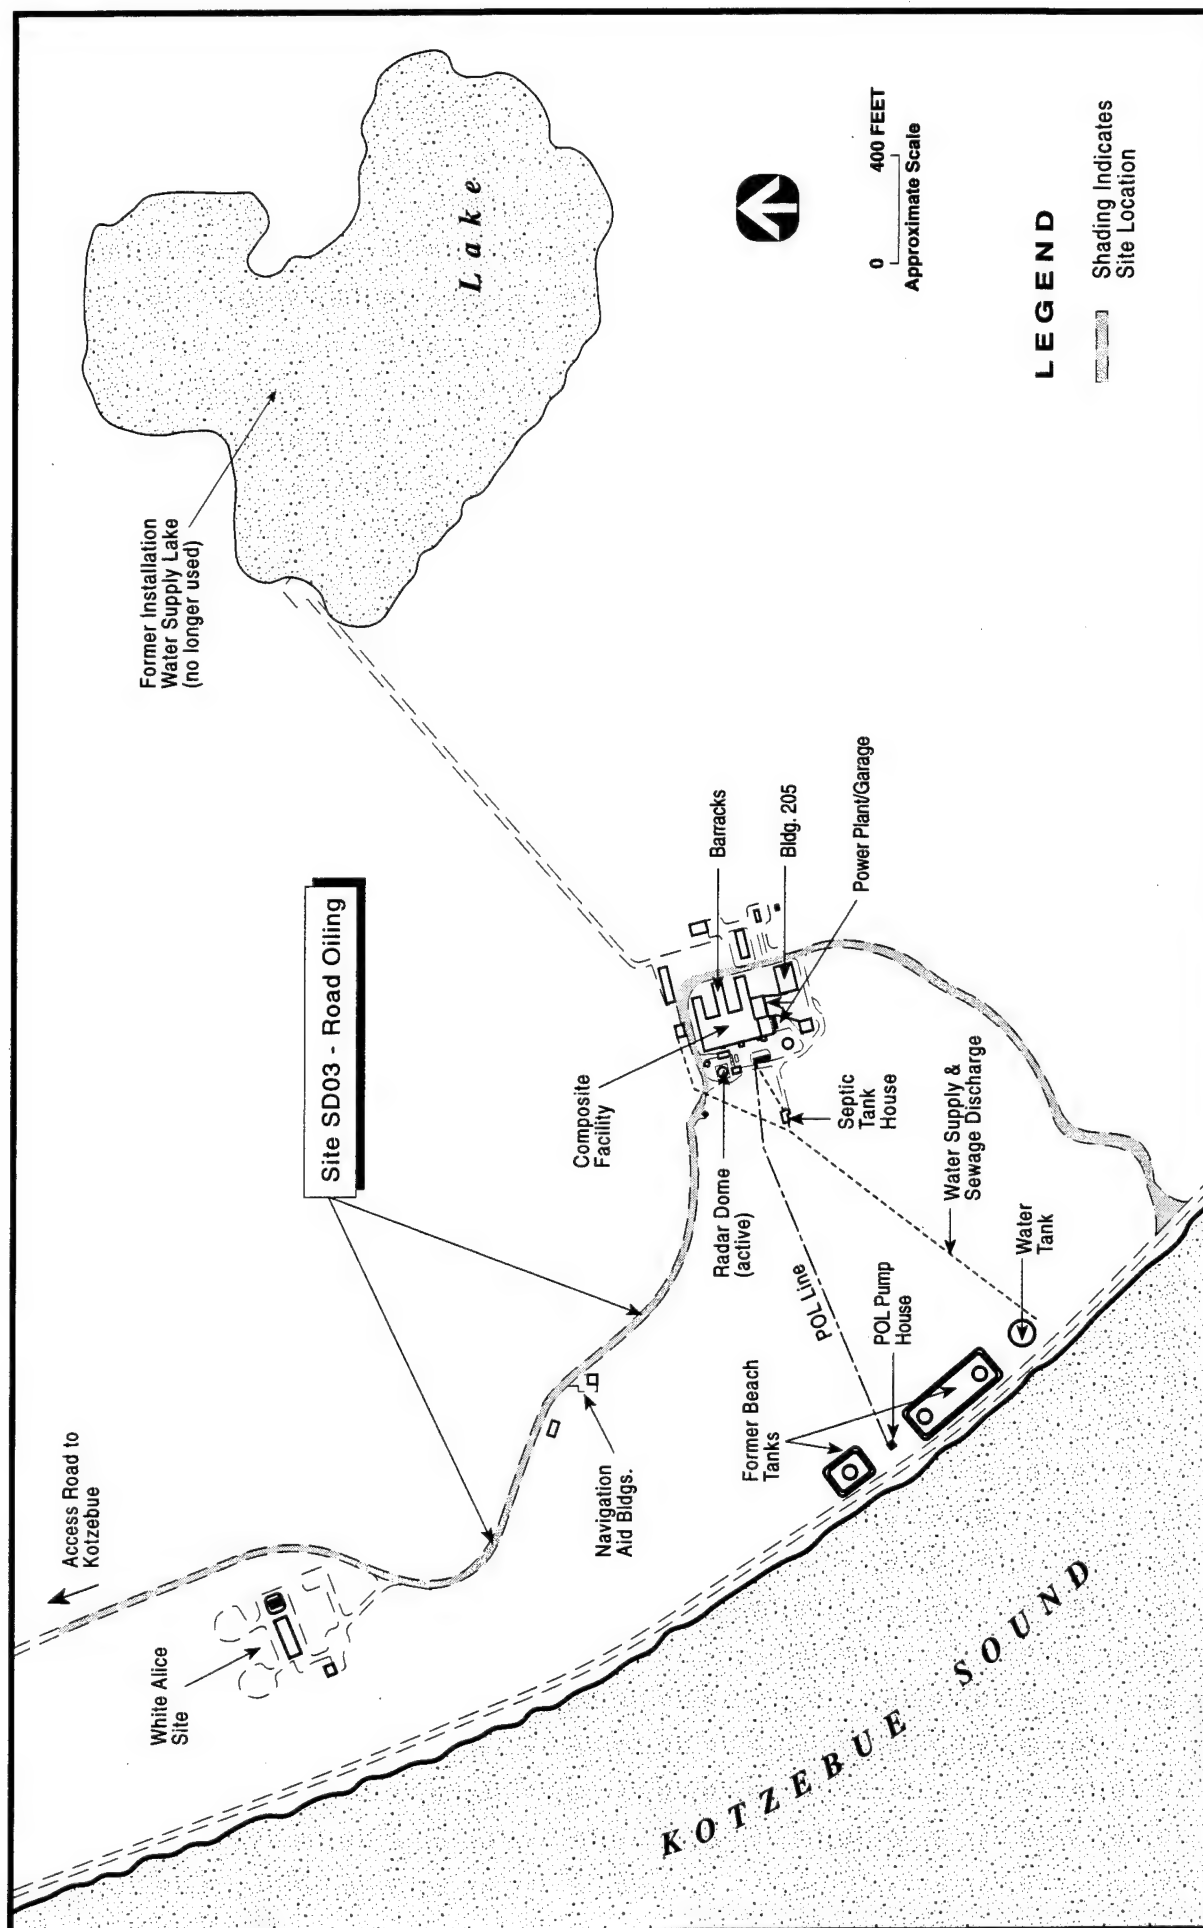 Access Road to
Kotzebue
White Alice
Site
Former Installation
Water Supply Lake
(no longer used)
Lake
Site SD03 - Road Oiling
Navigation
Aid Bldgs.
Composite
Facility
Barracks
Bldg. 205
Power Plant/Garage
Radar Dome
(active)
Septic
Tank
House
POL Line
Former Beach
Tanks
POL Pump
House
Water Supply &
Sewage Discharge
Water
Tank
KOTZEBUE SOUND
0 400 FEET
Approximate Scale
LEGEND
Shading Indicates
Site Location